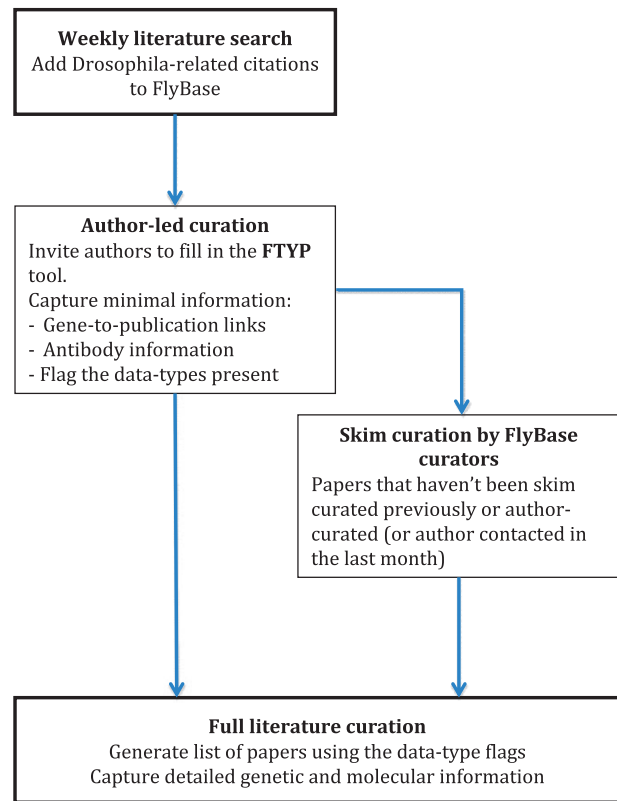 Weekly literature search
Add Drosophila-related citations
to FlyBase
Author-led curation
Invite authors to fill in the FTYP
tool.
Capture minimal information:
- Gene-to-publication links
- Antibody information
- Flag the data-types present
Skim curation by FlyBase
curators
Papers that haven’t been skim
curated previously or author-
curated (or author contacted in
the last month)
Full literature curation
Generate list of papers using the data-type flags
Capture detailed genetic and molecular information